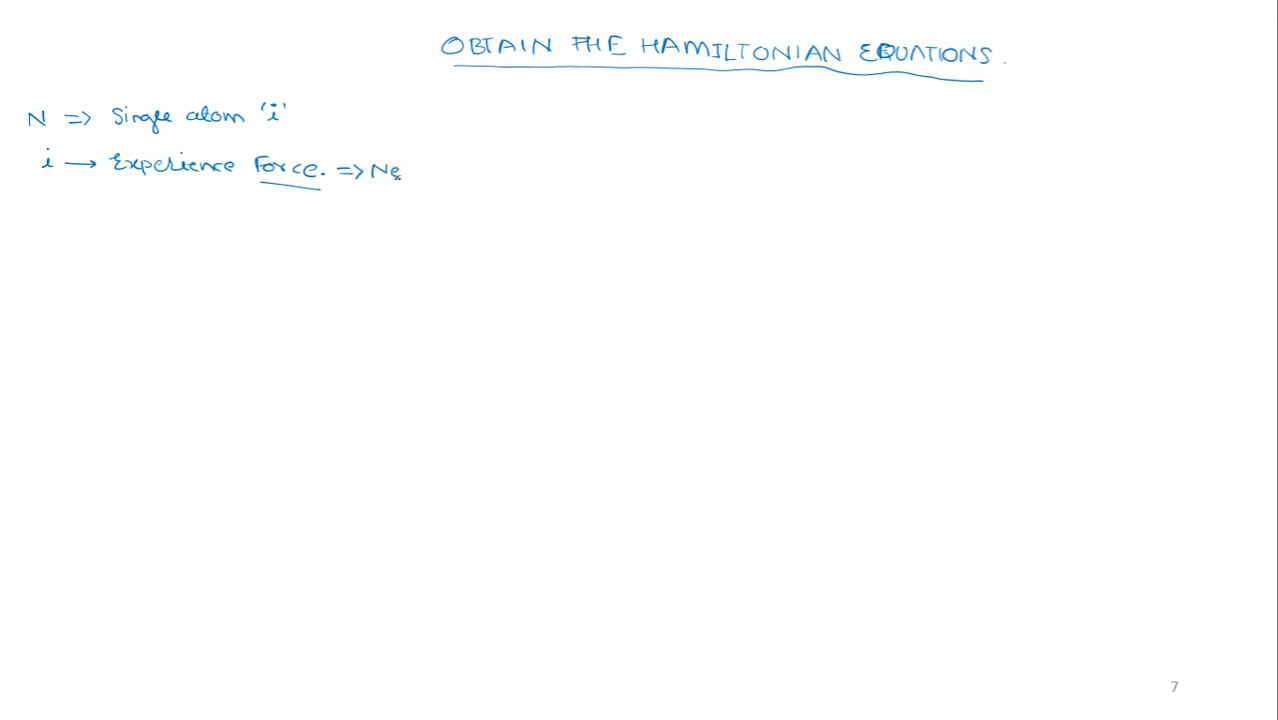 OBTAIN THE HAMILTONIAN EQUATIONS.
N => Single atom 'i'
i → Experience Force. => Ne
7